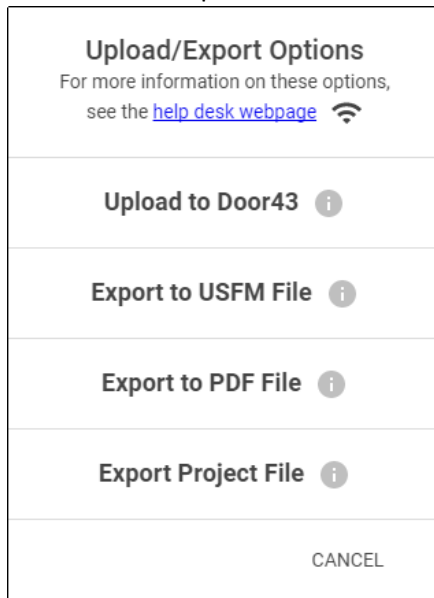 Upload/Export Options
For more information on these options,
see the help desk webpage
Upload to Door43
Export to USFM File
Export to PDF File
Export Project File
CANCEL